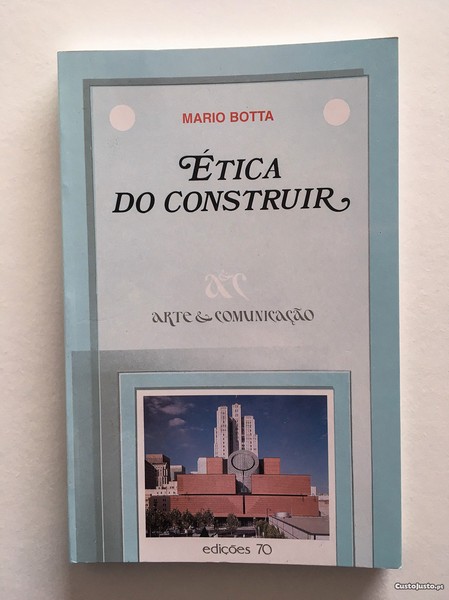 MARIO BOTTA
ÉTICA
DO CONSTRUIR
a&c
ARTE & COMUNICAÇÃO
edições 70
CustoJusto.pt